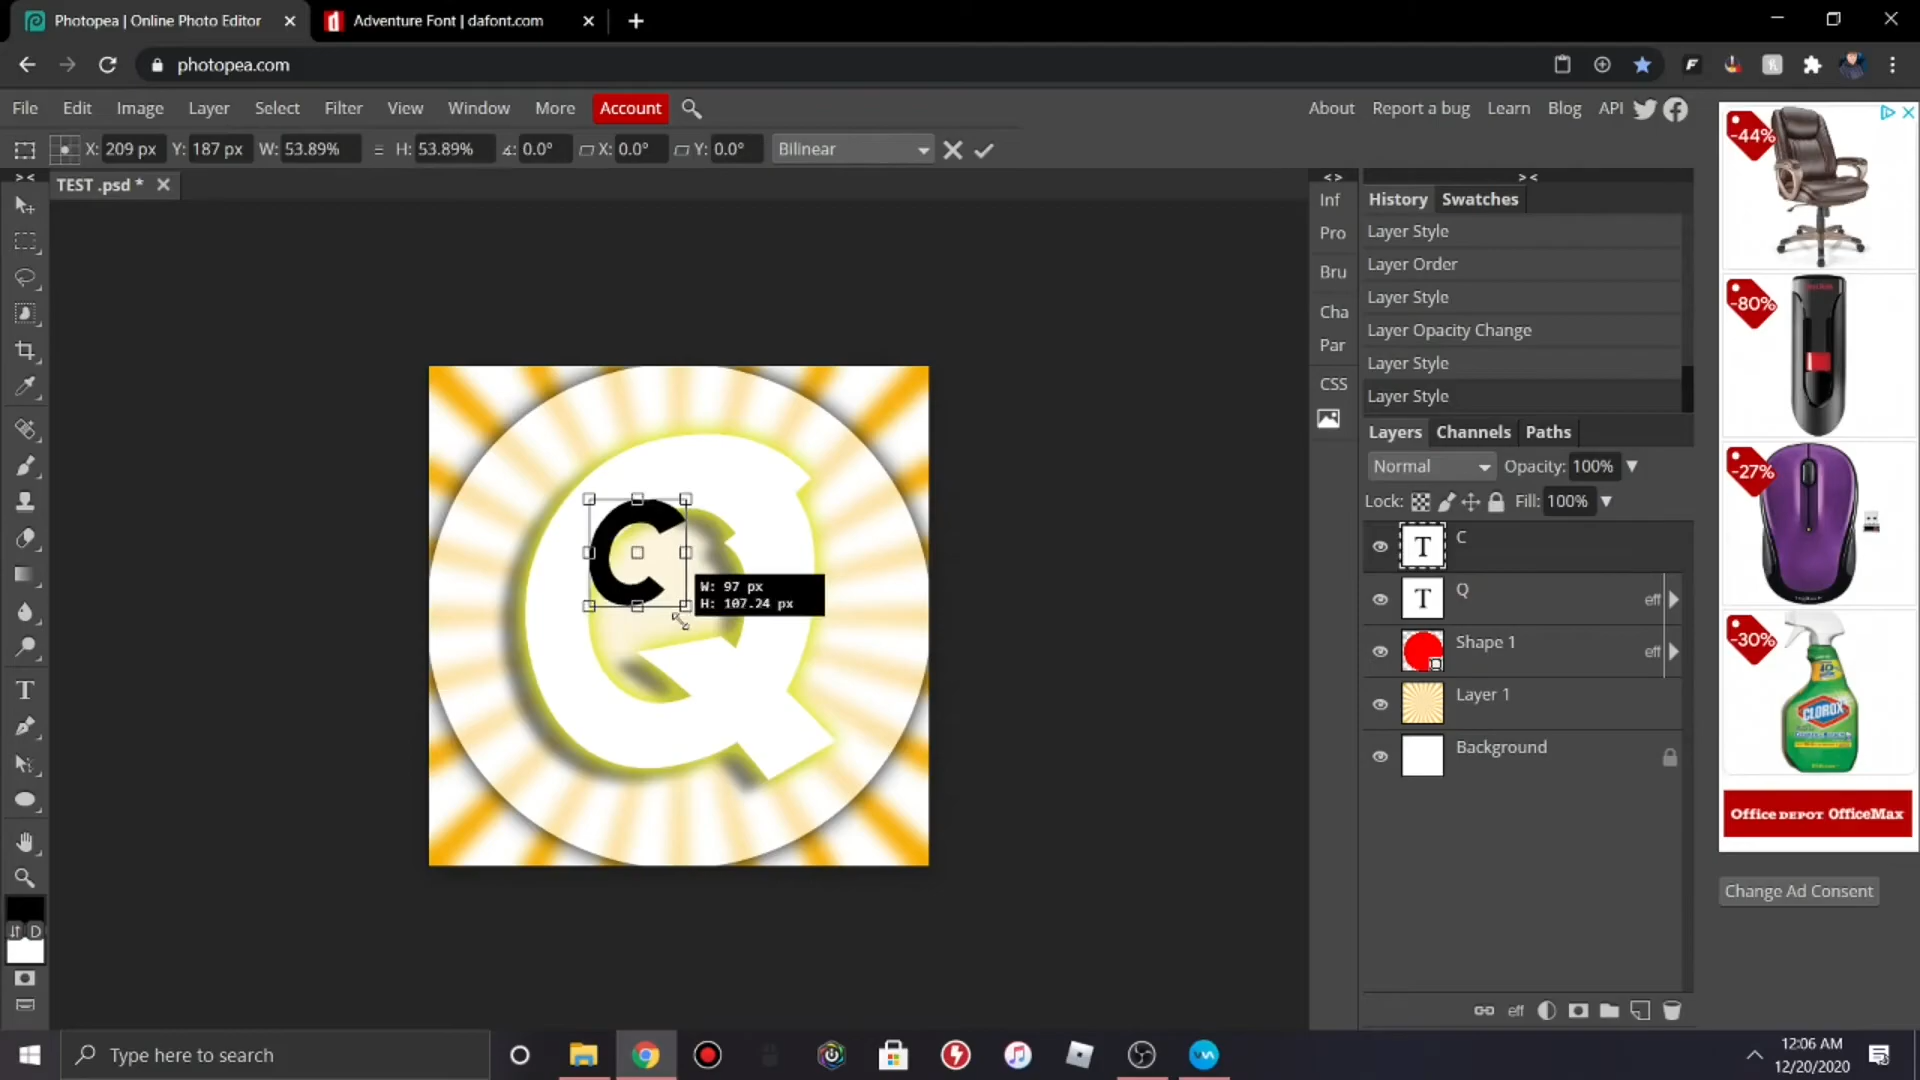 Photopea | Online Photo Editor
Adventure Font | dafont.com
photopea.com
File Edit Image Layer Select Filter View Window More Account
About Report a bug Learn Blog API
X: 209 px Y: 187 px W: 53.89% H: 53.89% 0.0° X: 0.0° Y: 0.0° Bilinear
TEST .psd *
Inf
Pro
Bru
Cha
Par
CSS
History Swatches
Layer Style
Layer Order
Layer Style
Layer Opacity Change
Layer Style
Layer Style
Layers Channels Paths
Normal Opacity: 100%
Lock: Fill: 100%
T C
T Q eff
Shape 1 eff
Layer 1
Background
eff
Q
C
W: 97 px
H: 107.24 px
T
D
-44%
-80%
-27%
-30%
CLOROX
Office DEPOT OfficeMax
Change Ad Consent
Type here to search
12:06 AM
12/20/2020